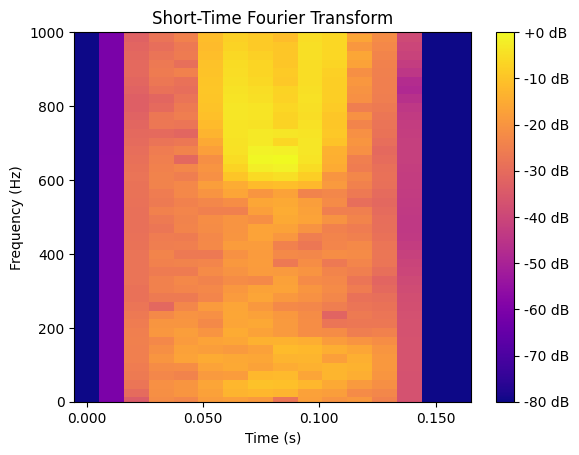 Short-Time Fourier Transform
1000
800
600
400
200
0
Frequency (Hz)
0.000
0.050
0.100
0.150
Time (s)
+0 dB
-10 dB
-20 dB
-30 dB
-40 dB
-50 dB
-60 dB
-70 dB
-80 dB